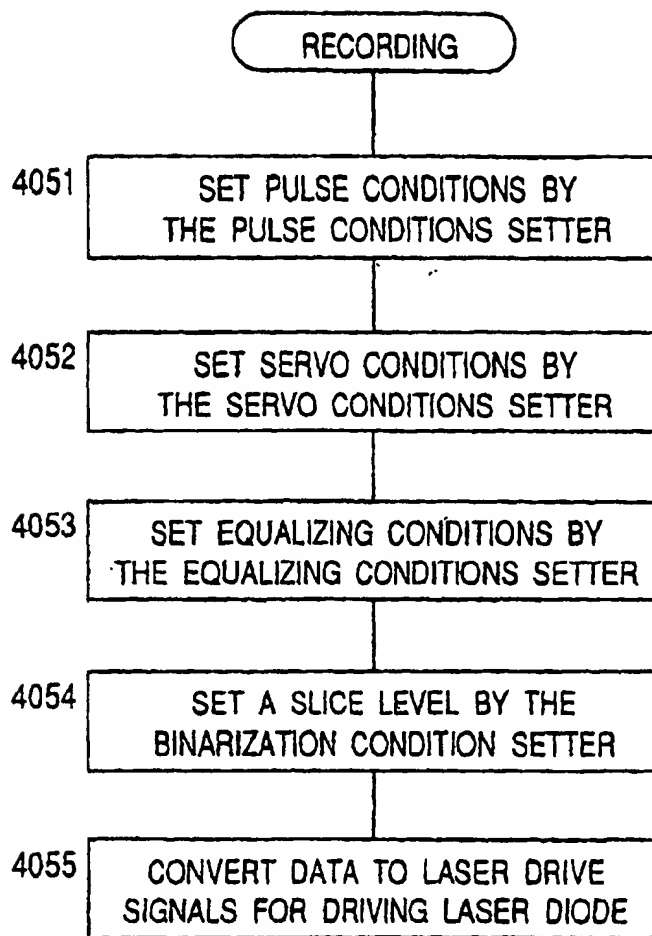 RECORDING
4051
SET PULSE CONDITIONS BY
THE PULSE CONDITIONS SETTER
4052
SET SERVO CONDITIONS BY
THE SERVO CONDITIONS SETTER
4053
SET EQUALIZING CONDITIONS BY
THE EQUALIZING CONDITIONS SETTER
4054
SET A SLICE LEVEL BY THE
BINARIZATION CONDITION SETTER
4055
CONVERT DATA TO LASER DRIVE
SIGNALS FOR DRIVING LASER DIODE